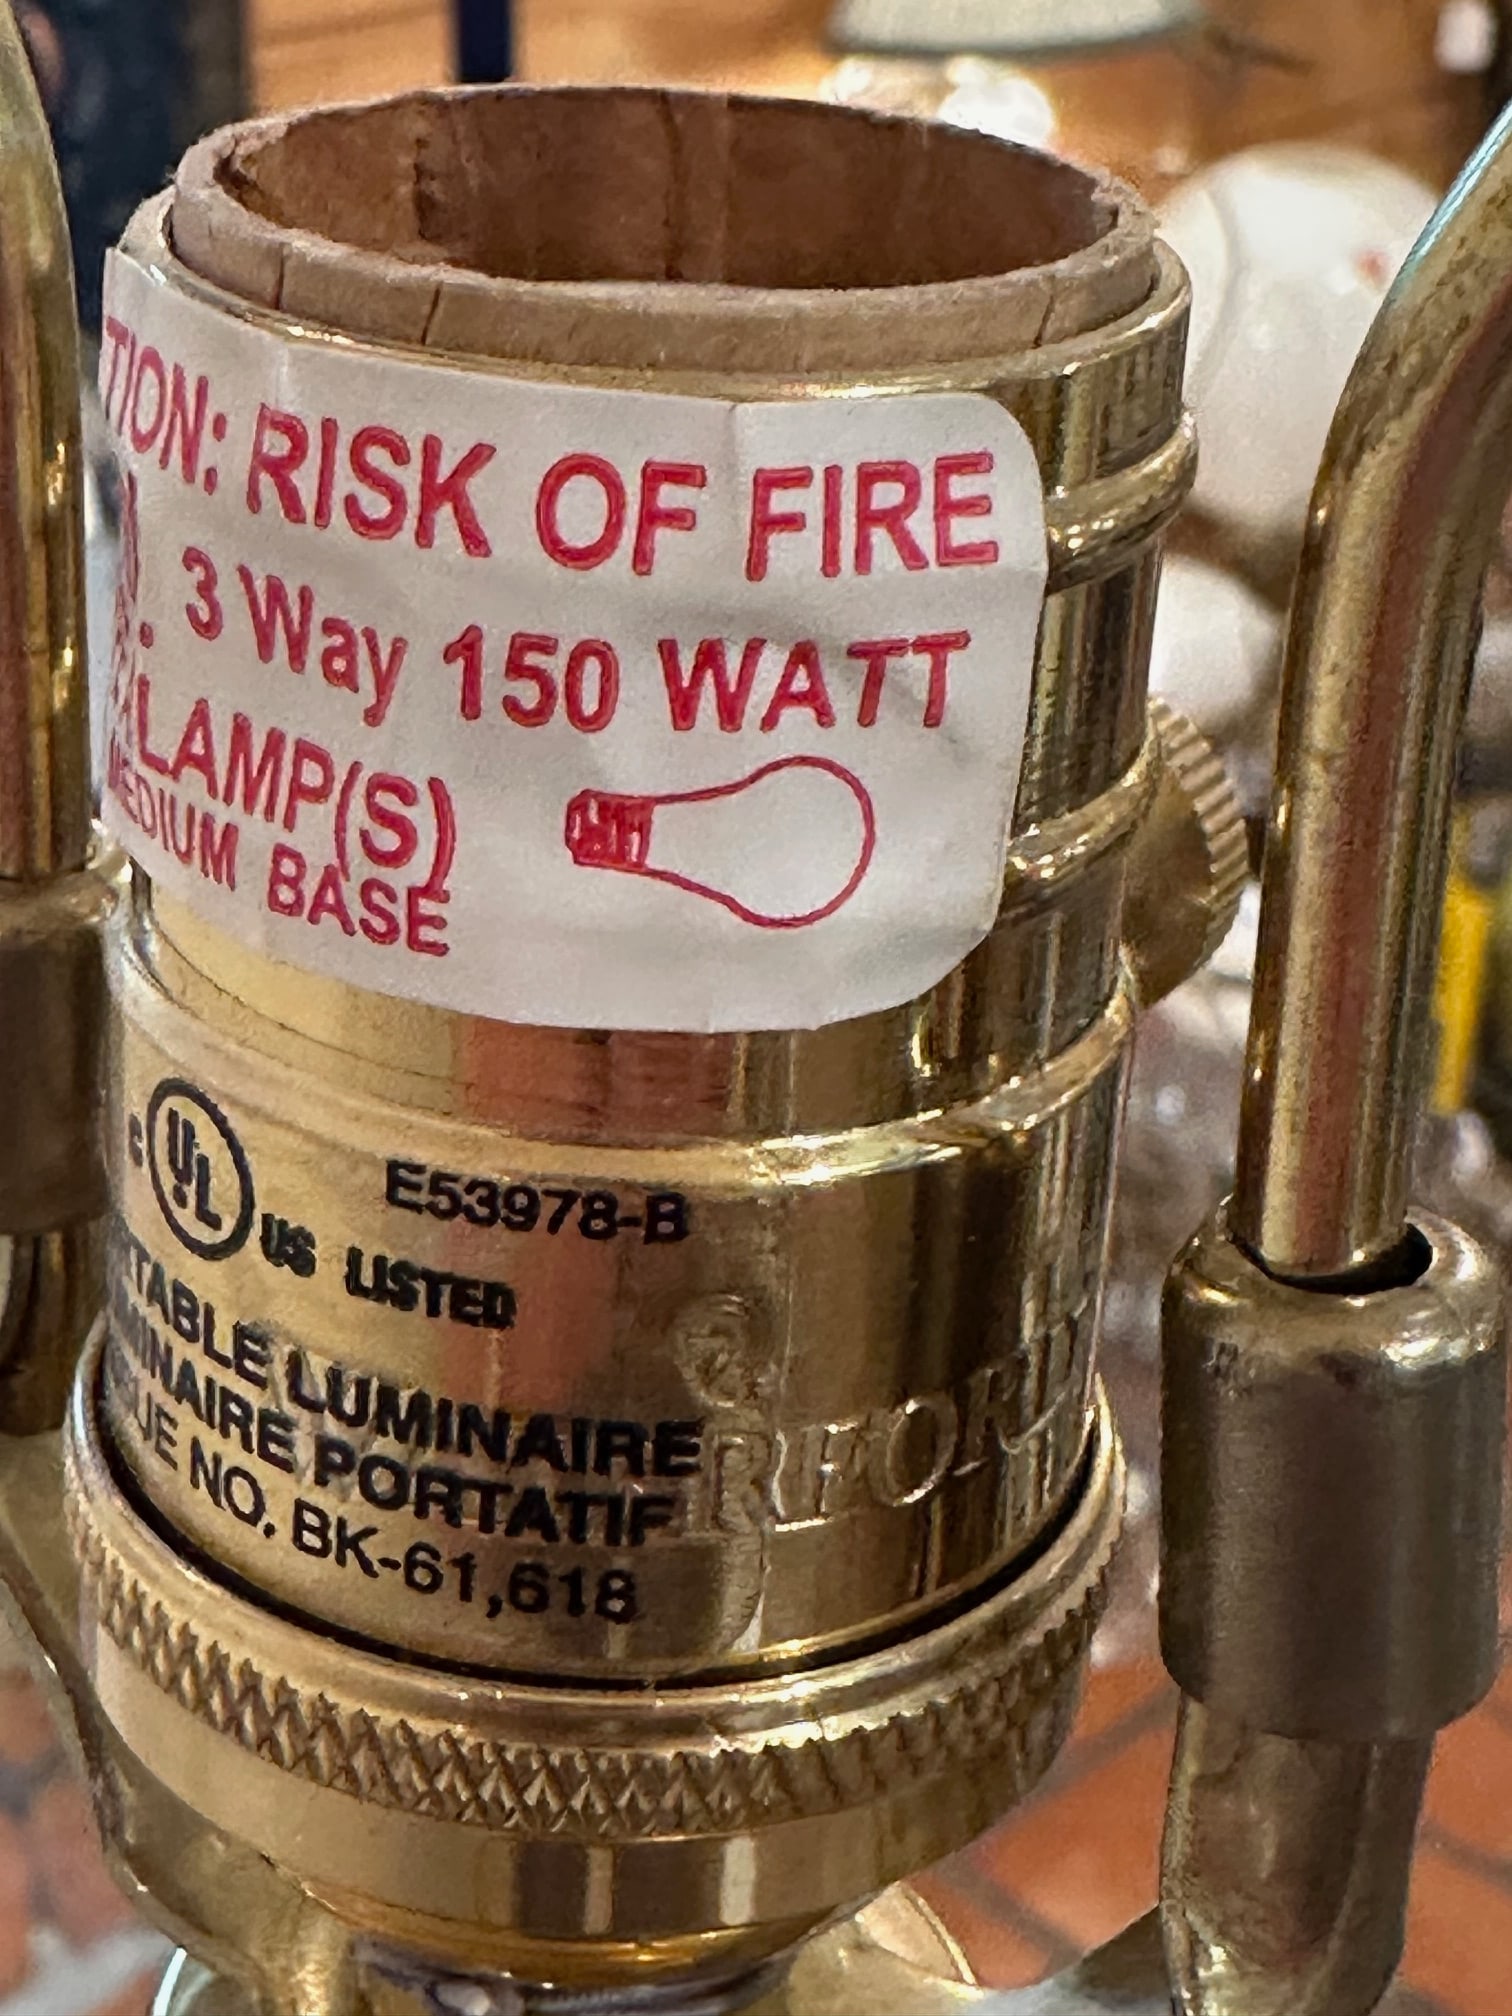 TION: RISK OF FIRE
. 3 Way 150 WATT
LAMP(S)
MEDIUM BASE
c UL US LISTED
E53978-B
TABLE LUMINAIRE
MINAIRE PORTATIF
UE NO. BK-61,618